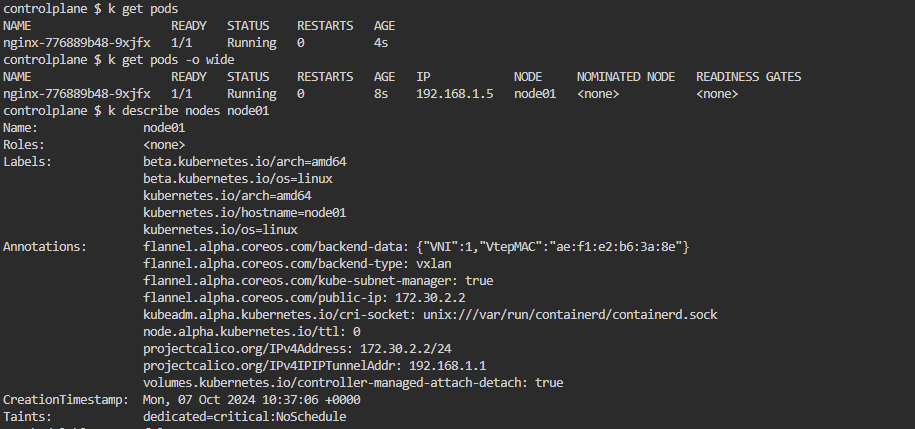 controlplane $ k get pods
NAME READY STATUS RESTARTS AGE
nginx-776889b48-9xjfx 1/1 Running 0 4s
controlplane $ k get pods -o wide
NAME READY STATUS RESTARTS AGE IP NODE NOMINATED NODE READINESS GATES
nginx-776889b48-9xjfx 1/1 Running 0 8s 192.168.1.5 node01 <none> <none>
controlplane $ k describe nodes node01
Name: node01
Roles: <none>
Labels: beta.kubernetes.io/arch=amd64
beta.kubernetes.io/os=linux
kubernetes.io/arch=amd64
kubernetes.io/hostname=node01
kubernetes.io/os=linux
Annotations: flannel.alpha.coreos.com/backend-data: {"VNI":1,"VtepMAC":"ae:f1:e2:b6:3a:8e"}
flannel.alpha.coreos.com/backend-type: vxlan
flannel.alpha.coreos.com/kube-subnet-manager: true
flannel.alpha.coreos.com/public-ip: 172.30.2.2
kubeadm.alpha.kubernetes.io/cri-socket: unix:///var/run/containerd/containerd.sock
node.alpha.kubernetes.io/ttl: 0
projectcalico.org/IPv4Address: 172.30.2.2/24
projectcalico.org/IPv4IPIPTunnelAddr: 192.168.1.1
volumes.kubernetes.io/controller-managed-attach-detach: true
CreationTimestamp: Mon, 07 Oct 2024 10:37:06 +0000
Taints: dedicated=critical:NoSchedule